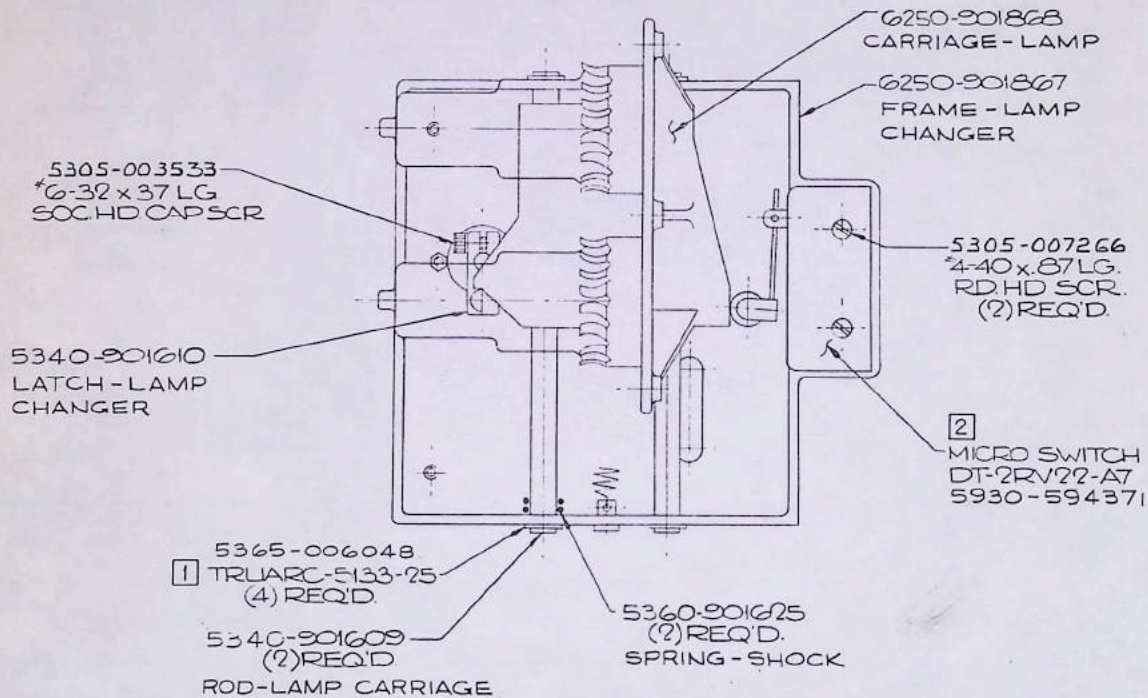 6250-901868
CARRIAGE-LAMP
6250-901867
FRAME-LAMP
CHANGER
5305-003533
#6-32 x 37 LG
SOC. HD. CAP SCR
5305-007266
#4-40 x .87 LG.
RD. HD SCR.
(2) REQ'D.
5340-901610
LATCH-LAMP
CHANGER
2
MICRO SWITCH
DT-2RV22-A7
5930-594371
5365-006048
1 TRUARC-5133-25
(4) REQ'D.
5360-901625
(2) REQ'D.
SPRING-SHOCK
5340-901609
(2) REQ'D
ROD-LAMP CARRIAGE